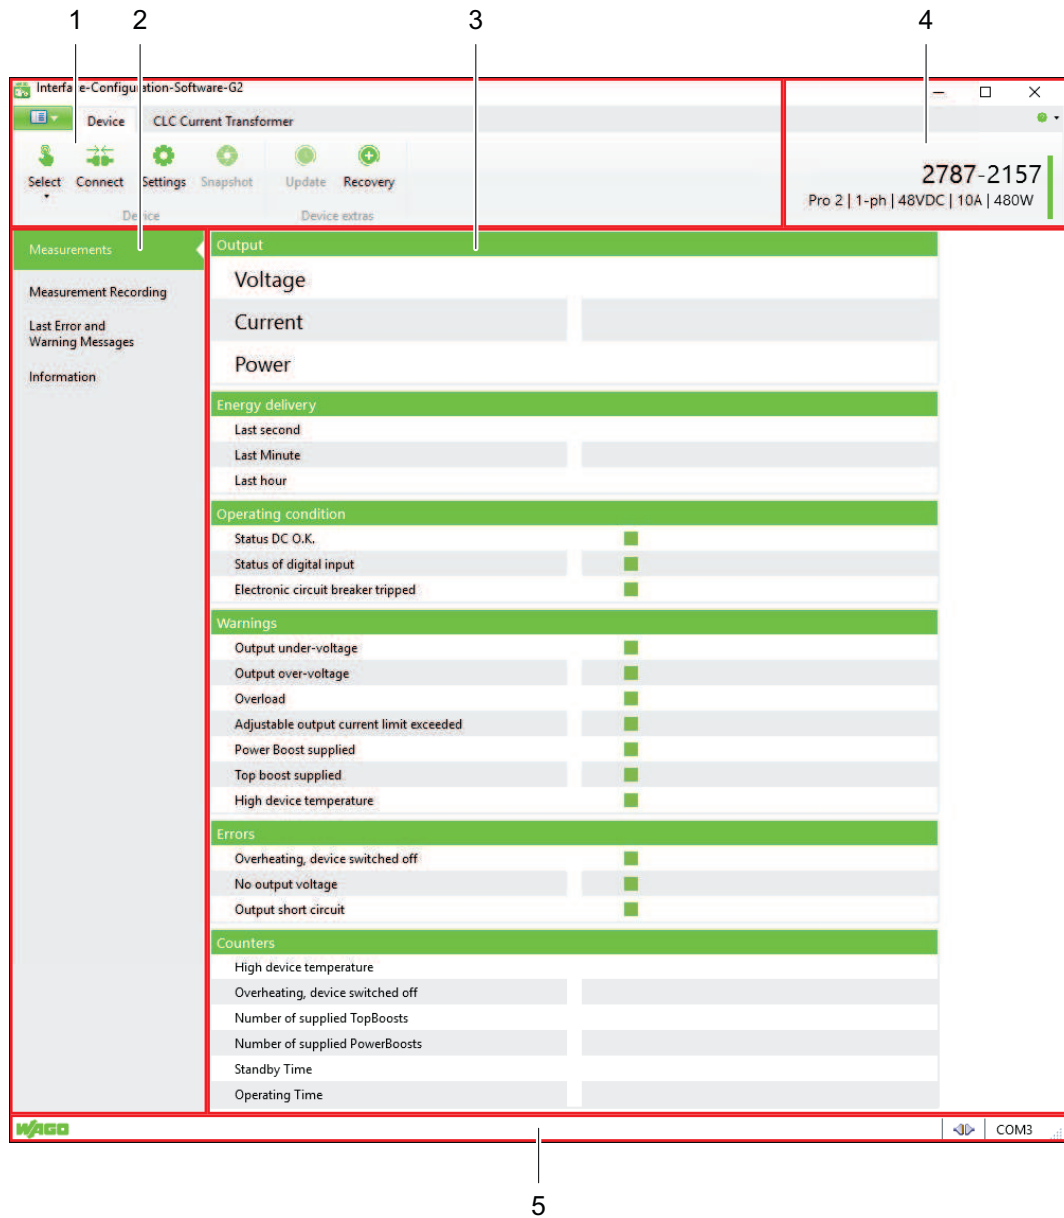 1 2 3 4
Interface-Configuration-Software-G2
Device CLC Current Transformer
Select Connect Settings Snapshot Update Recovery
Device Device extras
2787-2157
Pro 2 | 1-ph | 48VDC | 10A | 480W
Measurements
Measurement Recording
Last Error and
Warning Messages
Information
Output
Voltage
Current
Power
Energy delivery
Last second
Last Minute
Last hour
Operating condition
Status DC O.K.
Status of digital input
Electronic circuit breaker tripped
Warnings
Output under-voltage
Output over-voltage
Overload
Adjustable output current limit exceeded
Power Boost supplied
Top boost supplied
High device temperature
Errors
Overheating, device switched off
No output voltage
Output short circuit
Counters
High device temperature
Overheating, device switched off
Number of supplied TopBoosts
Number of supplied PowerBoosts
Standby Time
Operating Time
WAGO COM3
5